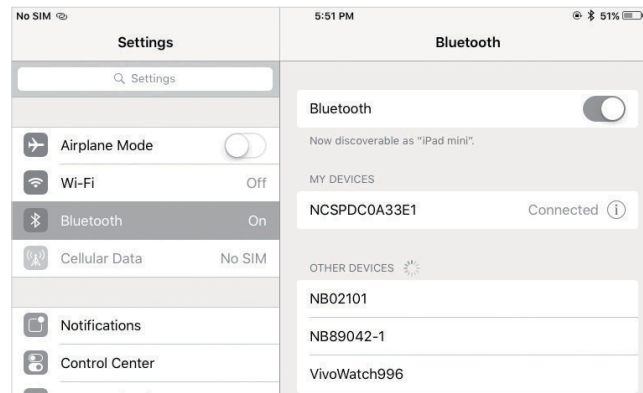 No SIM
5:51 PM
51%
Settings
Bluetooth
Settings
Airplane Mode
Wi-Fi
Off
Bluetooth
On
Cellular Data
No SIM
Notifications
Control Center
Bluetooth
Now discoverable as “iPad mini”.
MY DEVICES
NCSPDC0A33E1
Connected
OTHER DEVICES
NB02101
NB89042-1
VivoWatch996